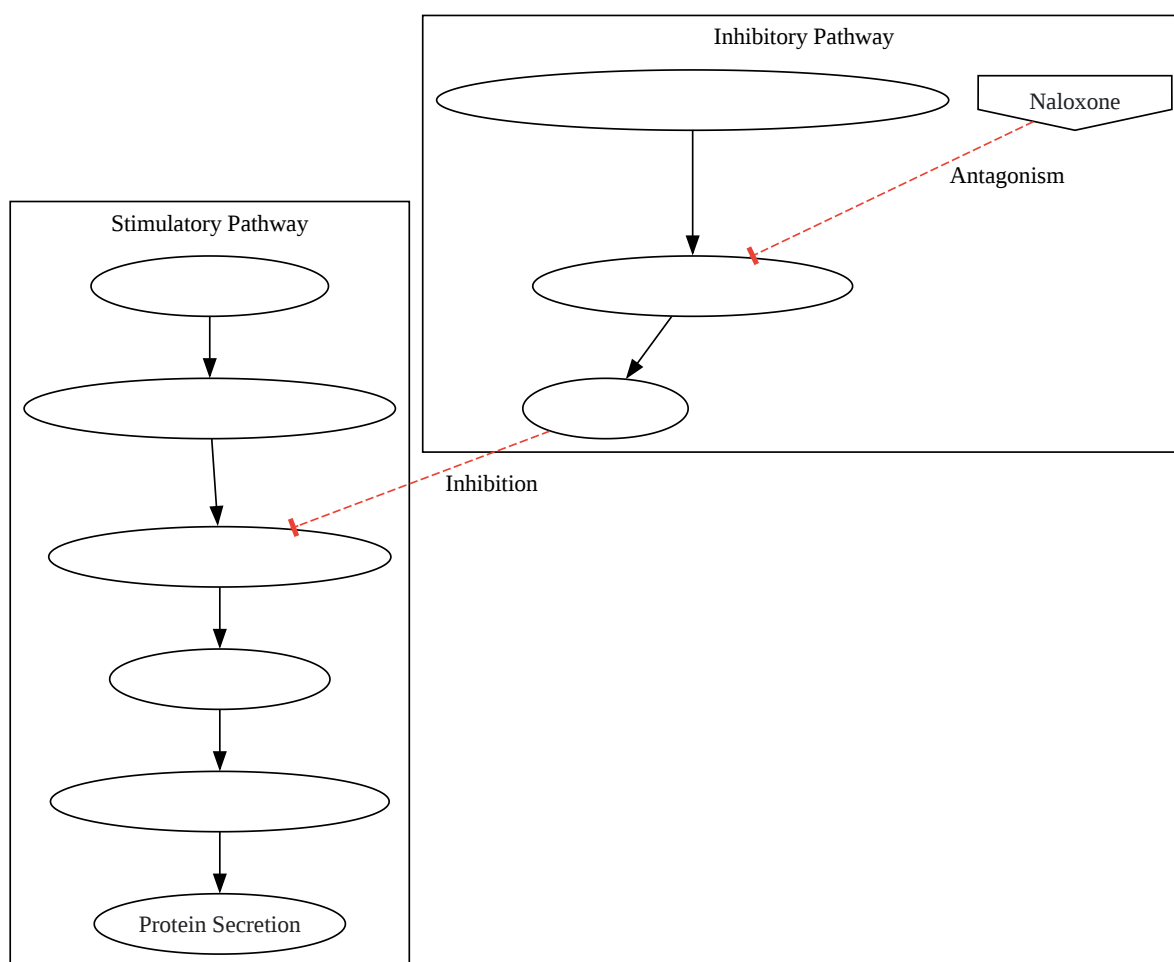 Inhibitory Pathway
Naloxone
Antagonism
Stimulatory Pathway
Inhibition
Protein Secretion